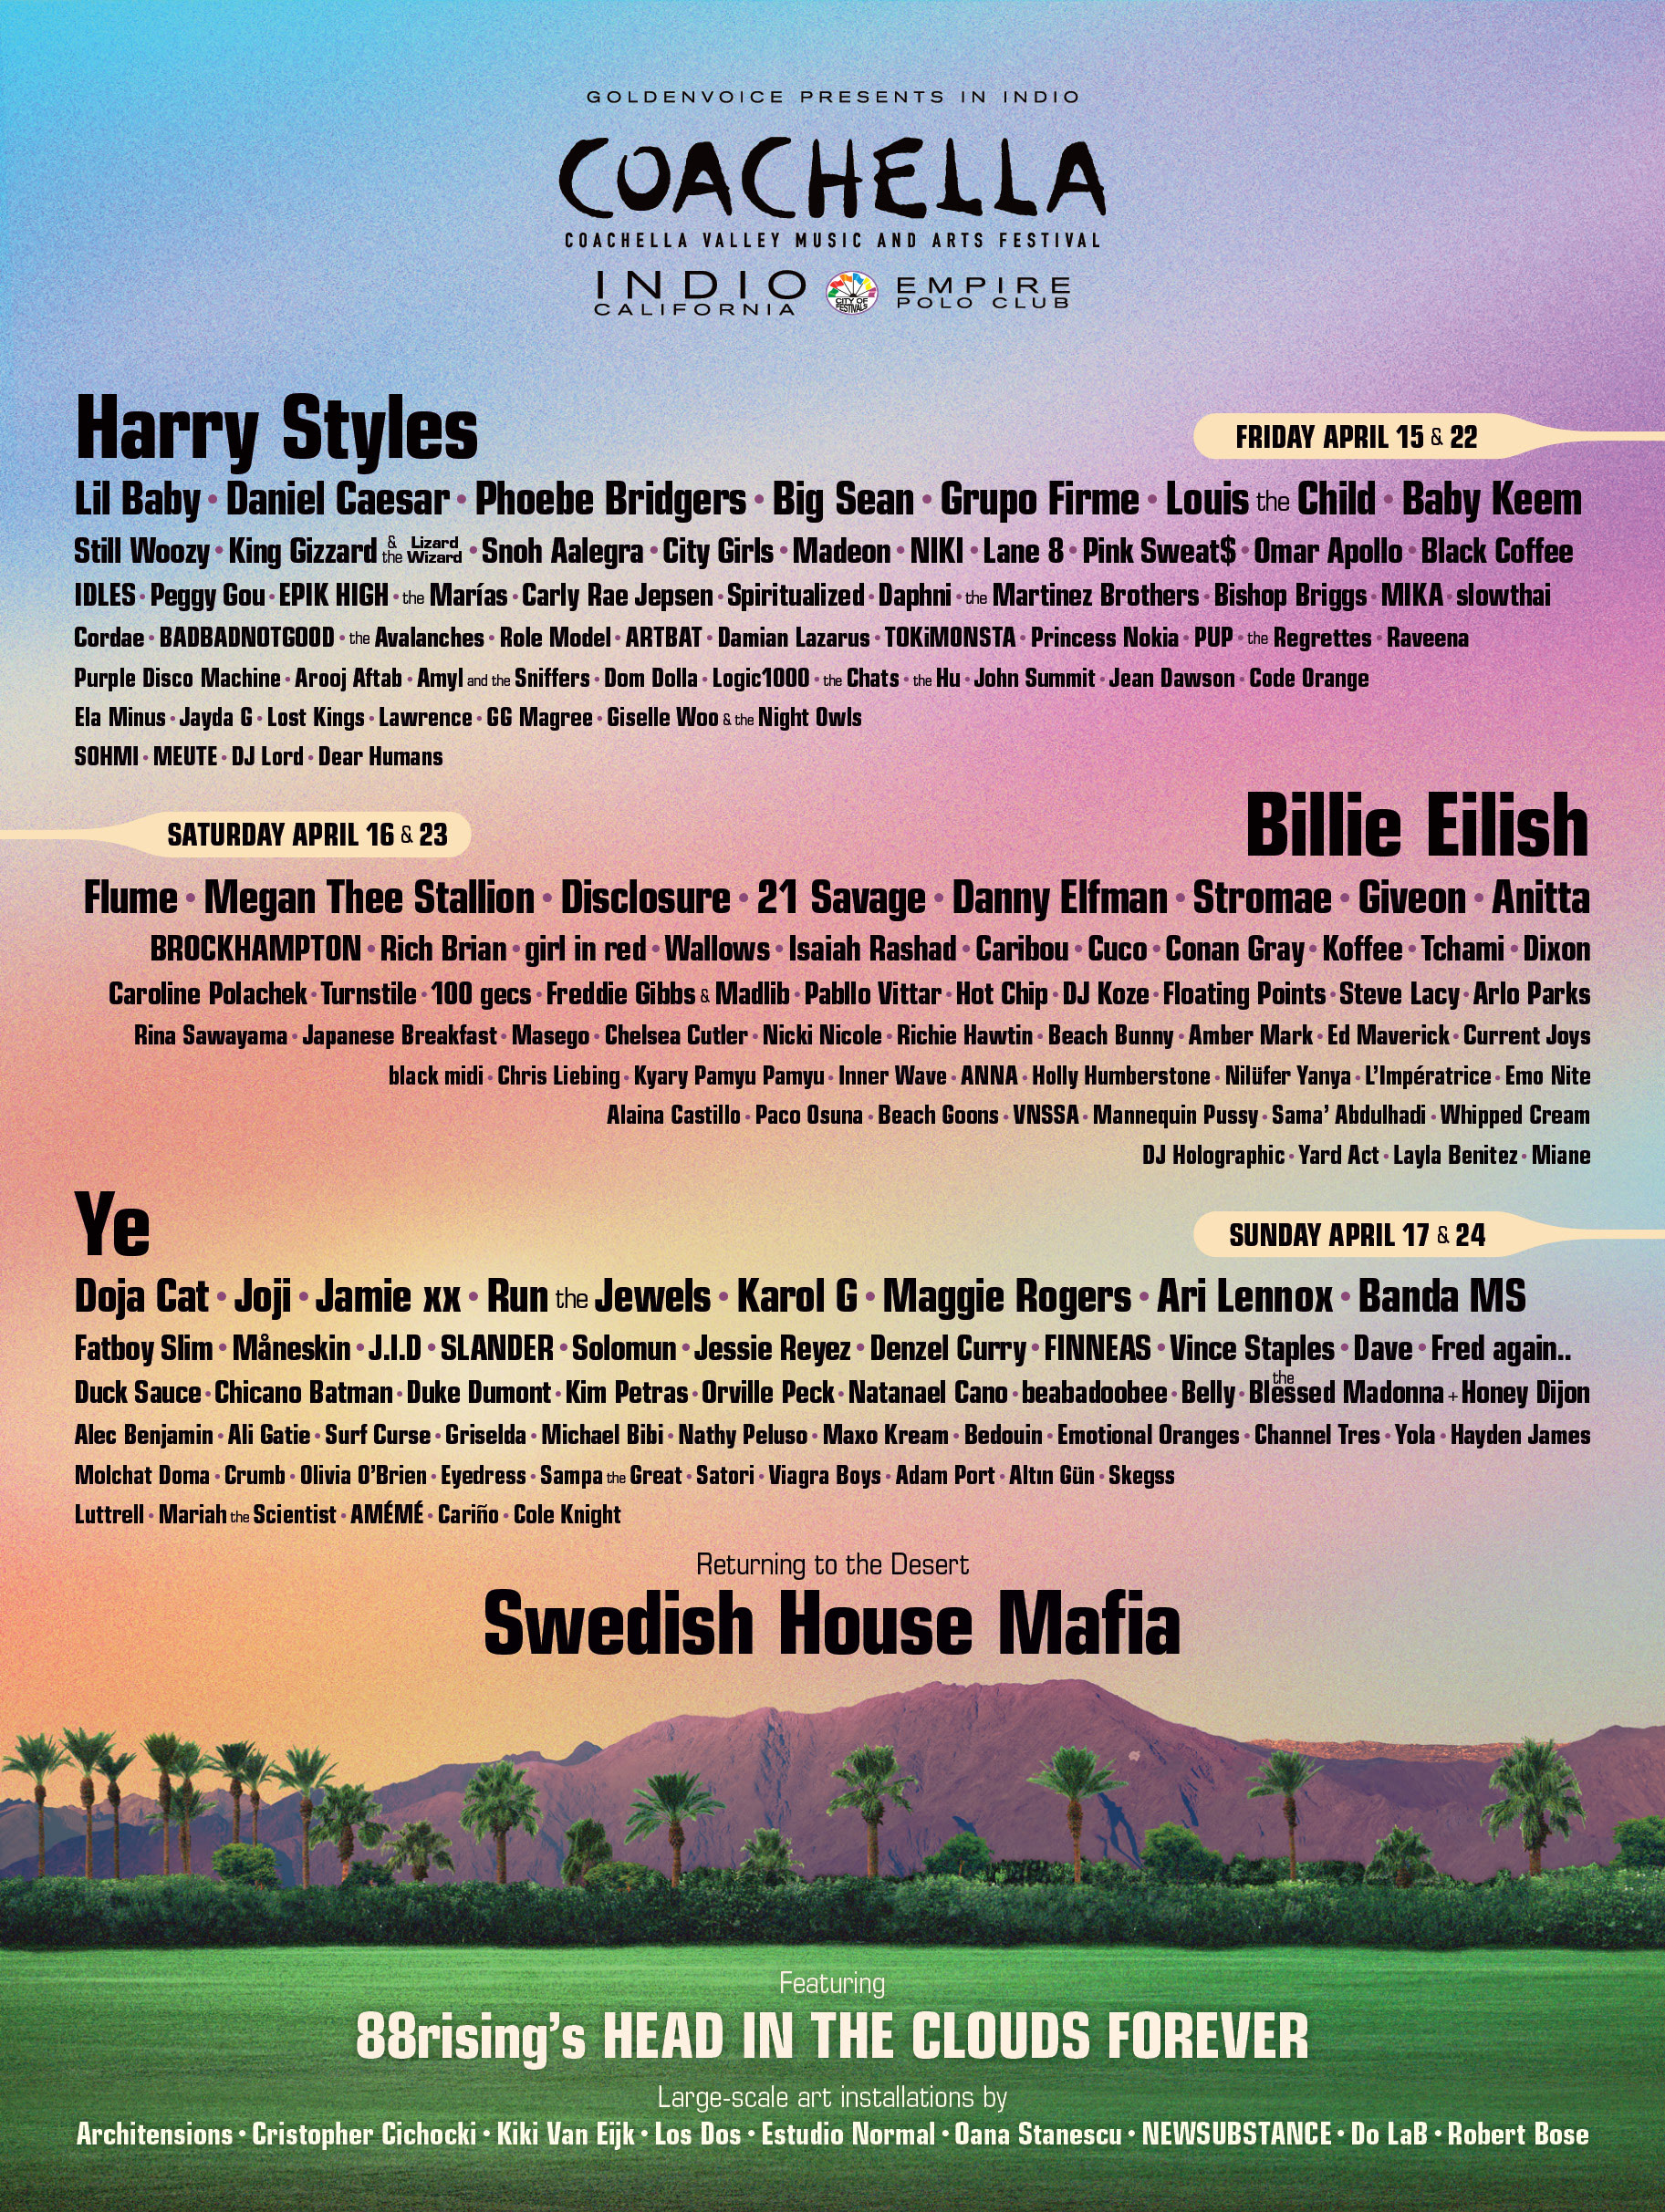 GOLDENVOICE PRESENTS IN INDIO
COACHELLA
COACHELLA VALLEY MUSIC AND ARTS FESTIVAL
INDIO CALIFORNIA CITY OF FESTIVALS EMPIRE POLO CLUB
Harry Styles
FRIDAY APRIL 15 & 22
Lil Baby • Daniel Caesar • Phoebe Bridgers • Big Sean • Grupo Firme • Louis the Child • Baby Keem
Still Woozy • King Gizzard & the Lizard Wizard • Snoh Aalegra • City Girls • Madeon • NIKI • Lane 8 • Pink Sweat$ • Omar Apollo • Black Coffee
IDLES • Peggy Gou • EPIK HIGH • the Marías • Carly Rae Jepsen • Spiritualized • Daphni • the Martinez Brothers • Bishop Briggs • MIKA • slowthai
Cordae • BADBADNOTGOOD • the Avalanches • Role Model • ARTBAT • Damian Lazarus • TOKiMONSTA • Princess Nokia • PUP • the Regrettes • Raveena
Purple Disco Machine • Arooj Aftab • Amyl and the Sniffers • Dom Dolla • Logic1000 • the Chats • the Hu • John Summit • Jean Dawson • Code Orange
Ela Minus • Jayda G • Lost Kings • Lawrence • GG Magree • Giselle Woo & the Night Owls
SOHMI • MEUTE • DJ Lord • Dear Humans
Billie Eilish
SATURDAY APRIL 16 & 23
Flume • Megan Thee Stallion • Disclosure • 21 Savage • Danny Elfman • Stromae • Giveon • Anitta
BROCKHAMPTON • Rich Brian • girl in red • Wallows • Isaiah Rashad • Caribou • Cuco • Conan Gray • Koffee • Tchami • Dixon
Caroline Polachek • Turnstile • 100 gecs • Freddie Gibbs & Madlib • Pabllo Vittar • Hot Chip • DJ Koze • Floating Points • Steve Lacy • Arlo Parks
Rina Sawayama • Japanese Breakfast • Masego • Chelsea Cutler • Nicki Nicole • Richie Hawtin • Beach Bunny • Amber Mark • Ed Maverick • Current Joys
black midi • Chris Liebing • Kyary Pamyu Pamyu • Inner Wave • ANNA • Holly Humberstone • Nilüfer Yanya • L’Impératrice • Emo Nite
Alaina Castillo • Paco Osuna • Beach Goons • VNSSA • Mannequin Pussy • Sama’ Abdulhadi • Whipped Cream
DJ Holographic • Yard Act • Layla Benitez • Miane
Ye
SUNDAY APRIL 17 & 24
Doja Cat • Joji • Jamie xx • Run the Jewels • Karol G • Maggie Rogers • Ari Lennox • Banda MS
Fatboy Slim • Måneskin • J.I.D • SLANDER • Solomun • Jessie Reyez • Denzel Curry • FINNEAS • Vince Staples • Dave • Fred again..
Duck Sauce • Chicano Batman • Duke Dumont • Kim Petras • Orville Peck • Natanael Cano • beabadoobee • Belly • the Blessed Madonna + Honey Dijon
Alec Benjamin • Ali Gatie • Surf Curse • Griselda • Michael Bibi • Nathy Peluso • Maxo Kream • Bedouin • Emotional Oranges • Channel Tres • Yola • Hayden James
Molchat Doma • Crumb • Olivia O’Brien • Eyedress • Sampa the Great • Satori • Viagra Boys • Adam Port • Altın Gün • Skegss
Luttrell • Mariah the Scientist • AMÉMÉ • Cariño • Cole Knight
Returning to the Desert
Swedish House Mafia
Featuring
88rising’s HEAD IN THE CLOUDS FOREVER
Large-scale art installations by
Architensions • Cristopher Cichocki • Kiki Van Eijk • Los Dos • Estudio Normal • Oana Stanescu • NEWSUBSTANCE • Do LaB • Robert Bose